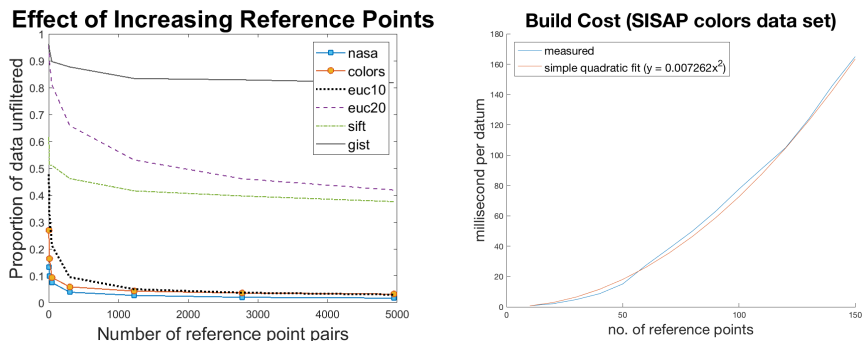 Effect of Increasing Reference Points
Proportion of data unfiltered
1
0.9
0.8
0.7
0.6
0.5
0.4
0.3
0.2
0.1
0
0 1000 2000 3000 4000 5000
Number of reference point pairs
nasa
colors
euc10
euc20
sift
gist
Build Cost (SISAP colors data set)
millisecond per datum
180
160
140
120
100
80
60
40
20
0
0 50 100 150
no. of reference points
measured
simple quadratic fit (y = 0.007262x²)